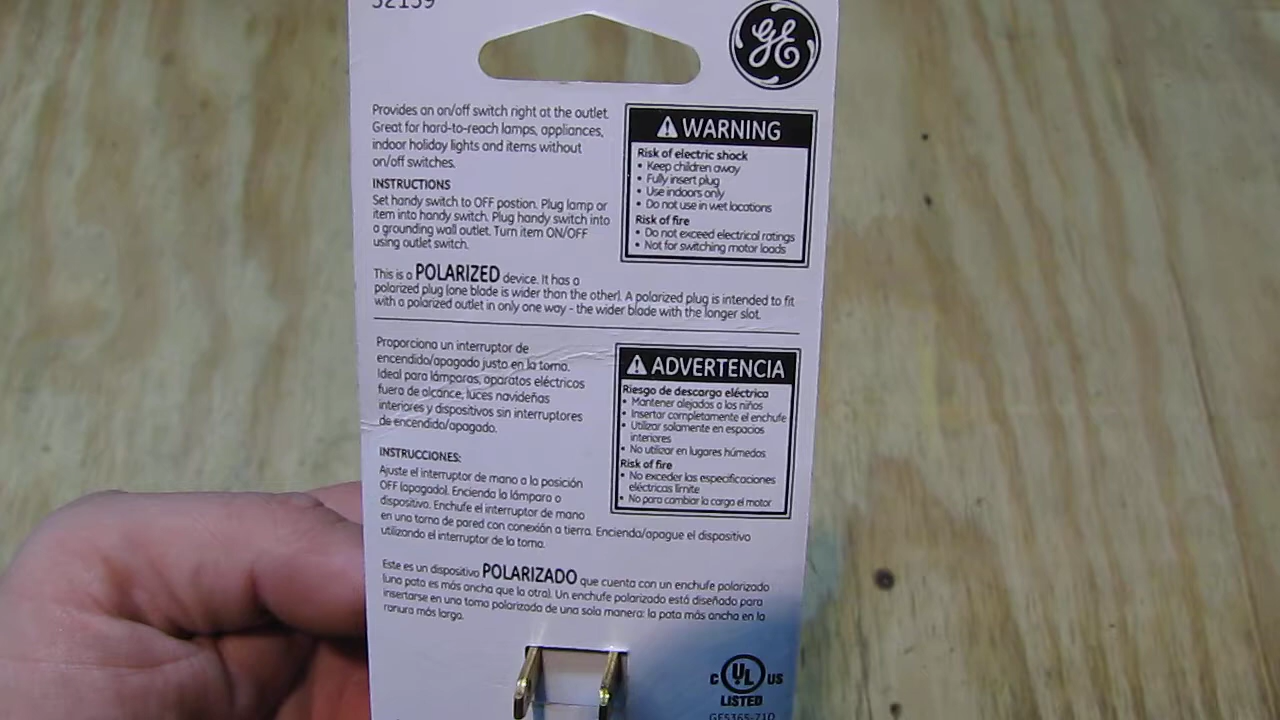 GE
Provides an on/off switch right at the outlet.
Great for hard-to-reach lamps, appliances,
indoor holiday lights and items without
on/off switches.
INSTRUCTIONS
Set handy switch to OFF postion. Plug lamp or
item into handy switch. Plug handy switch into
a grounding wall outlet. Turn item ON/OFF
using outlet switch.
WARNING
Risk of electric shock
• Keep children away
• Fully insert plug
• Use indoors only
• Do not use in wet locations
Risk of fire
• Do not exceed electrical ratings
• Not for switching motor loads
This is a POLARIZED device. It has a
polarized plug (one blade is wider than the other). A polarized plug is intended to fit
with a polarized outlet in only one way - the wider blade with the longer slot.
Proporciona un interruptor de
encendido/apagado justo en la toma.
Ideal para lámparas, aparatos eléctricos
fuera de alcance, luces navideñas
interiores y dispositivos sin interruptores
de encendido/apagado.
INSTRUCCIONES:
Ajuste el interruptor de mano a la posición
OFF (apagado). Encienda la lámpara o
dispositivo. Enchufe el interruptor de mano
en una toma de pared con conexión a tierra. Encienda/apague el dispositivo
utilizando el interruptor de la toma.
ADVERTENCIA
Riesgo de descarga eléctrica
• Mantener alejados a los niños
• Insertar completamente el enchufe
• Utilizar solamente en espacios
interiores
• No utilizar en lugares húmedos
Risk of fire
• No exceder las especificaciones
eléctricas límite
• No para cambiar la carga el motor
Este es un dispositivo POLARIZADO que cuenta con un enchufe polarizado
(una pata es más ancha que la otra). Un enchufe polarizado está diseñado para
insertarse en una toma polarizada de una sola manera: la pata más ancha en la
ranura más larga.
C UL US
LISTED